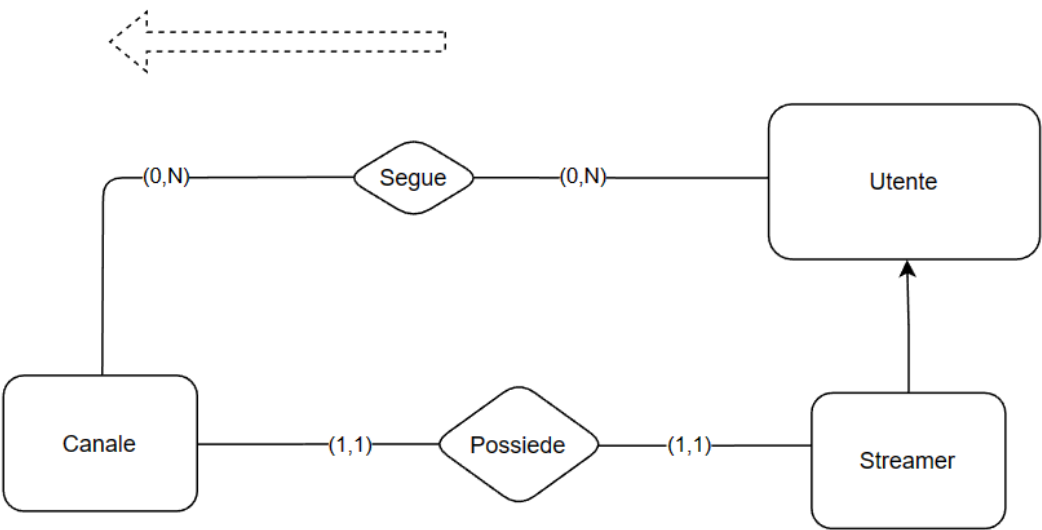 (0,N)
Segue
(0,N)
Utente
Canale
(1,1)
Possiede
(1,1)
Streamer